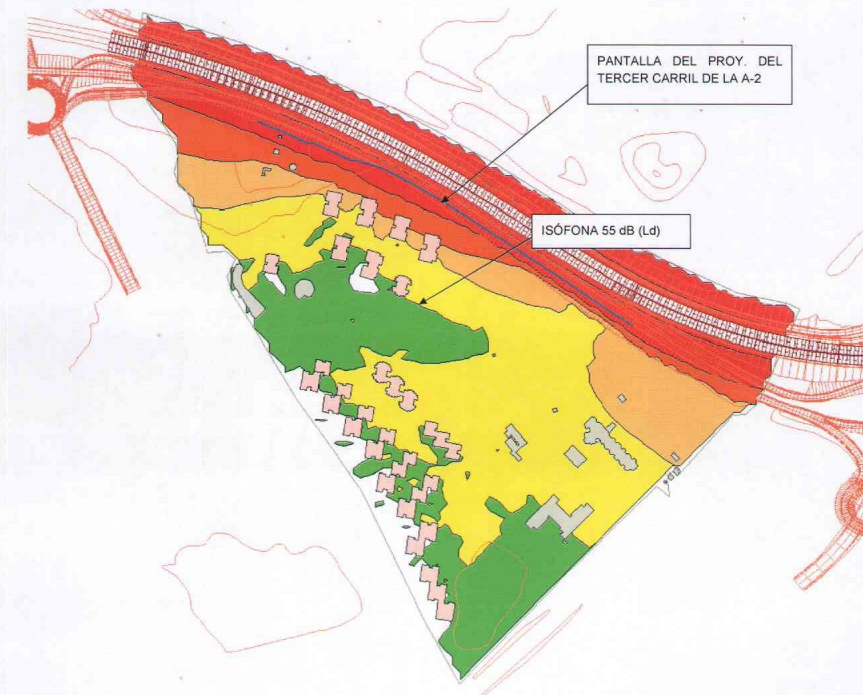 PANTALLA DEL PROY. DEL
TERCER CARRIL DE LA A-2
ISÓFONA 55 dB (Ld)